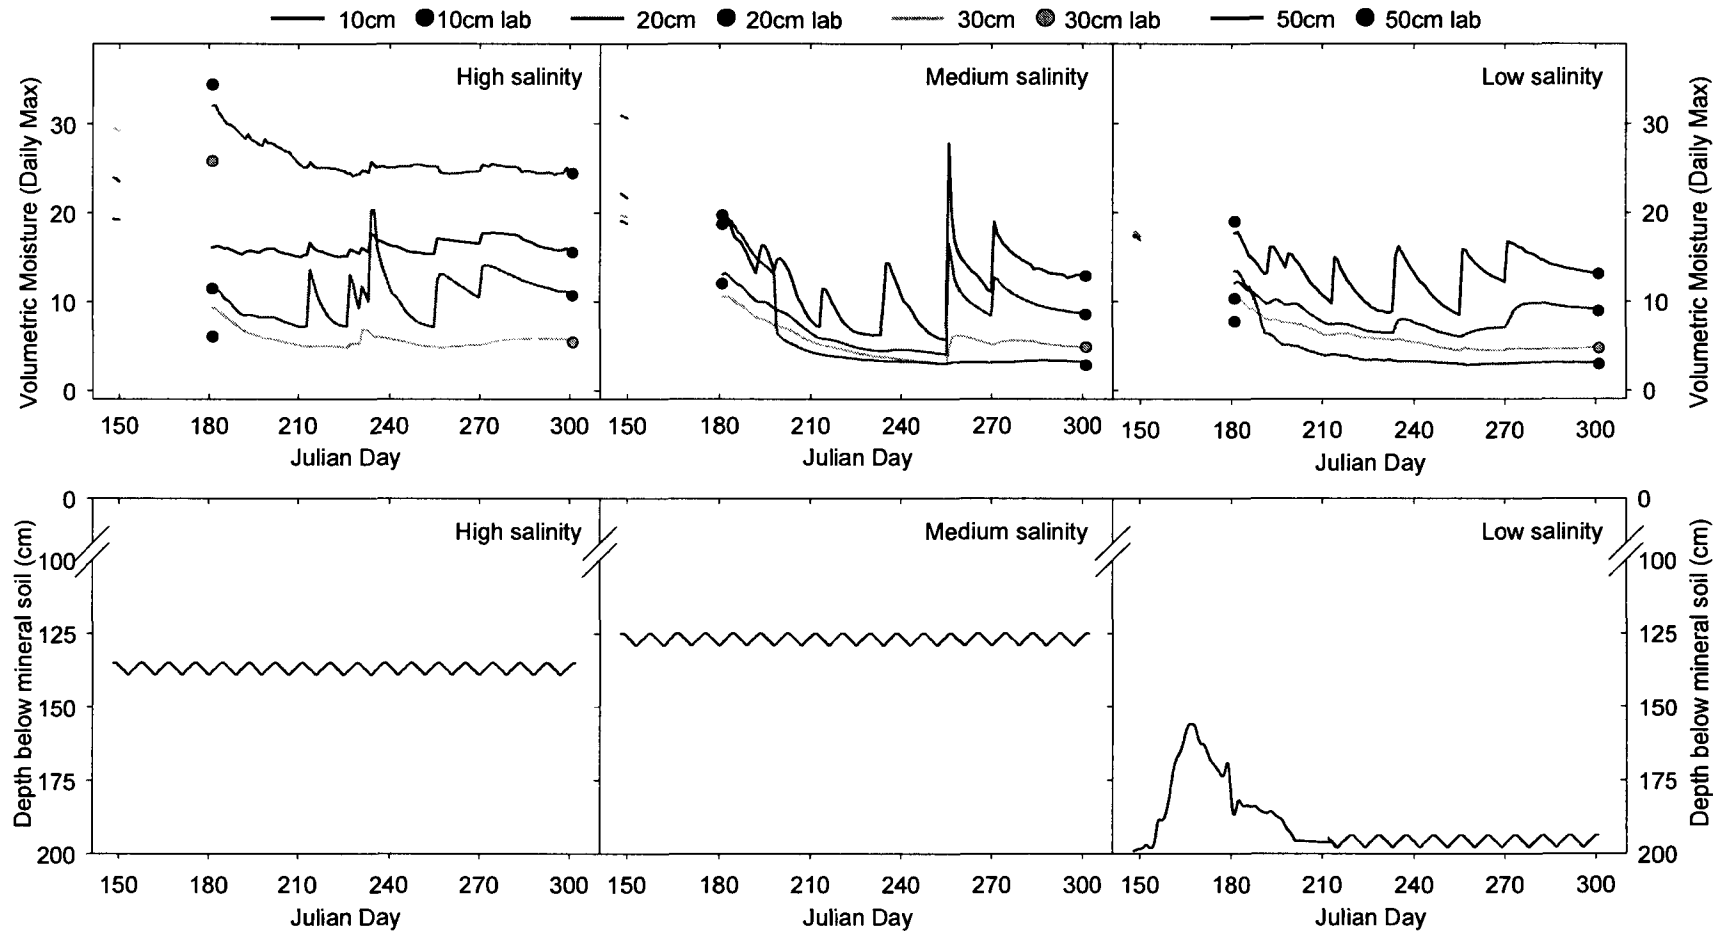 10cm 10cm lab 20cm 20cm lab 30cm 30cm lab 50cm 50cm lab
Volumetric Moisture (Daily Max)
30
20
10
0
High salinity
Medium salinity
Low salinity
30
20
10
0
Volumetric Moisture (Daily Max)
150 180 210 240 270 300
Julian Day
150 180 210 240 270 300
Julian Day
150 180 210 240 270 300
Julian Day
Depth below mineral soil (cm)
0
100
125
150
175
200
High salinity
Medium salinity
Low salinity
0
100
125
150
175
200
Depth below mineral soil (cm)
150 180 210 240 270 300
Julian Day
150 180 210 240 270 300
Julian Day
150 180 210 240 270 300
Julian Day